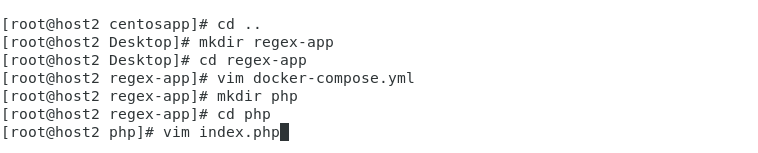 [root@host2 centosapp]# cd ..
[root@host2 Desktop]# mkdir regex-app
[root@host2 Desktop]# cd regex-app
[root@host2 regex-app]# vim docker-compose.yml
[root@host2 regex-app]# mkdir php
[root@host2 regex-app]# cd php
[root@host2 php]# vim index.php